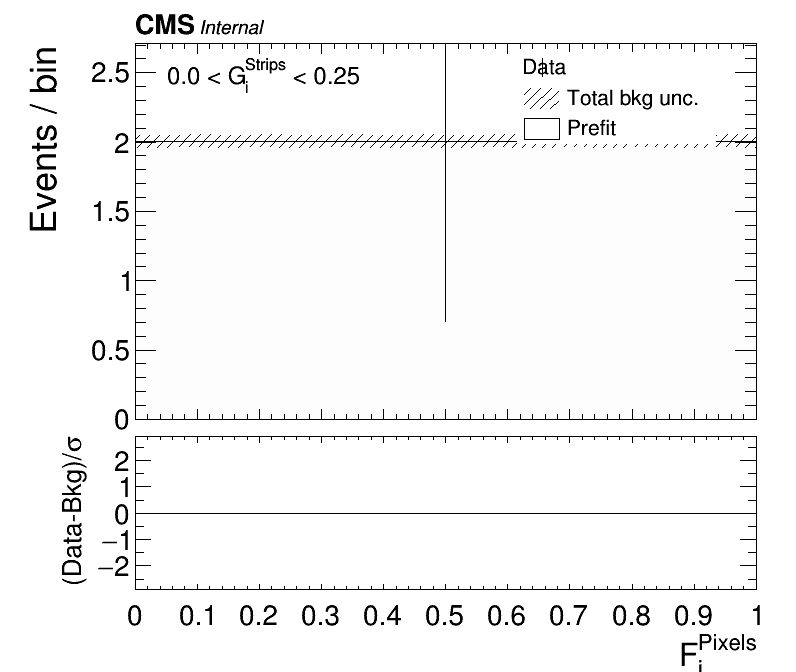 CMS Internal
Events / bin
0.0 < G_i^Strips < 0.25
Data
Total bkg unc.
Prefit
2.5
2
1.5
1
0.5
0
(Data-Bkg)/σ
2
1
0
−1
−2
0 0.1 0.2 0.3 0.4 0.5 0.6 0.7 0.8 0.9 1
F_i^Pixels